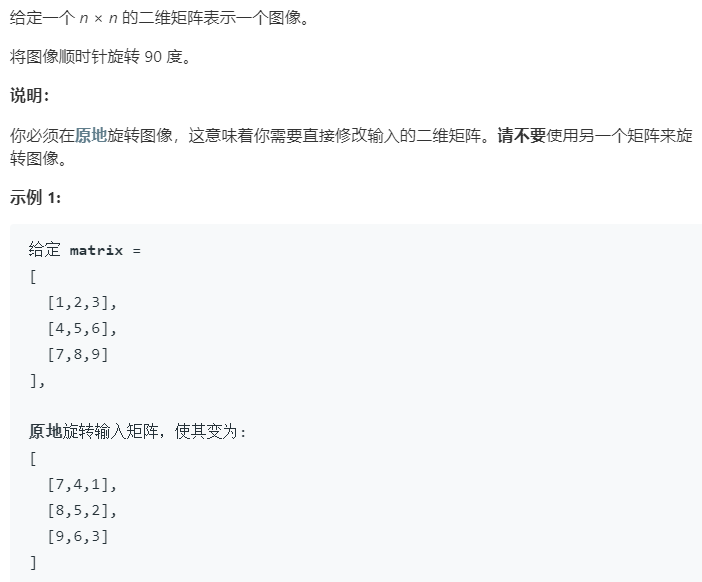 给定一个 n × n 的二维矩阵表示一个图像。
将图像顺时针旋转 90 度。
说明：
你必须在原地旋转图像，这意味着你需要直接修改输入的二维矩阵。请不要使用另一个矩阵来旋
转图像。
示例 1:
给定 matrix =
[
  [1,2,3],
  [4,5,6],
  [7,8,9]
],
原地旋转输入矩阵，使其变为:
[
  [7,4,1],
  [8,5,2],
  [9,6,3]
]